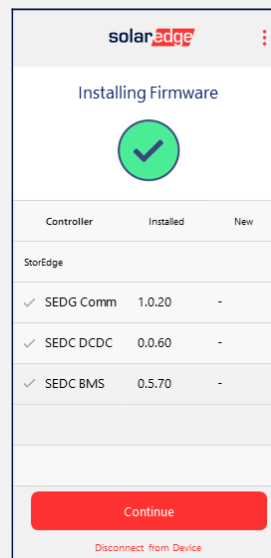 solaredge
Installing Firmware
Controller Installed New
StorEdge
SEDG Comm 1.0.20 -
SEDC DCDC 0.0.60 -
SEDC BMS 0.5.70 -
Continue
Disconnect from Device